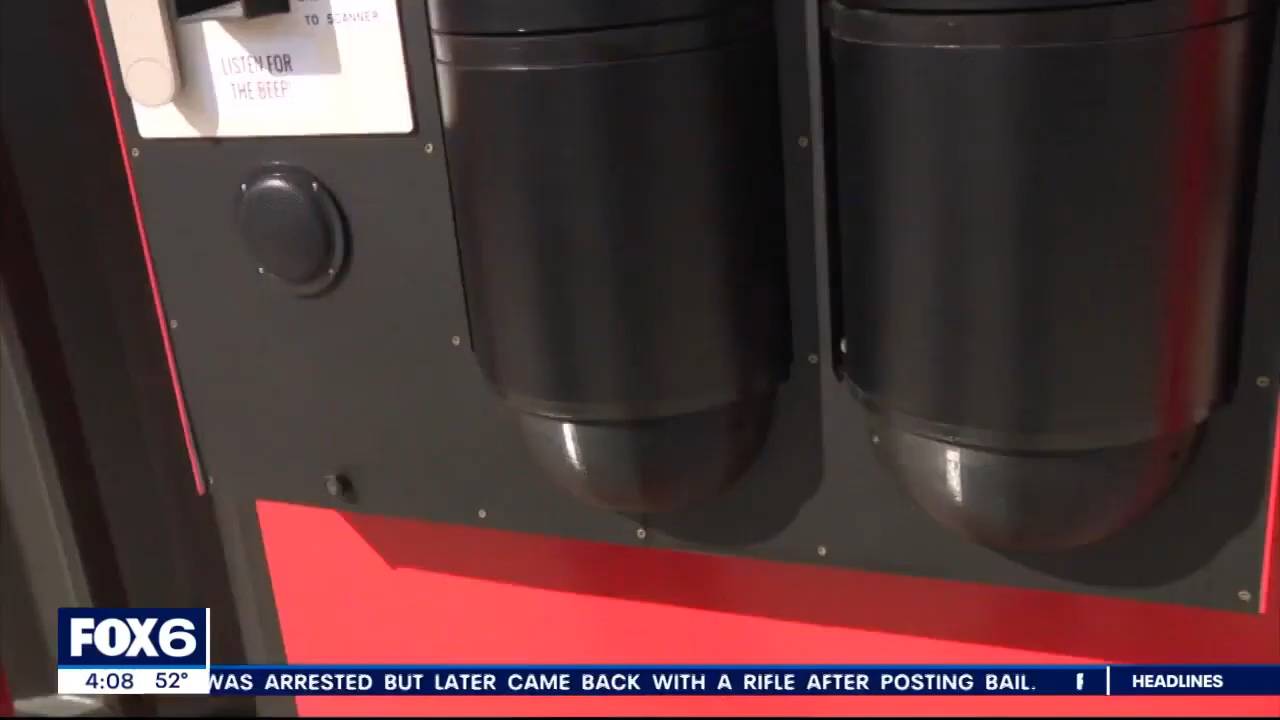 TO SCANNER
LISTEN FOR
THE BEEP
FOX6
4:08 52°
WAS ARRESTED BUT LATER CAME BACK WITH A RIFLE AFTER POSTING BAIL.
HEADLINES